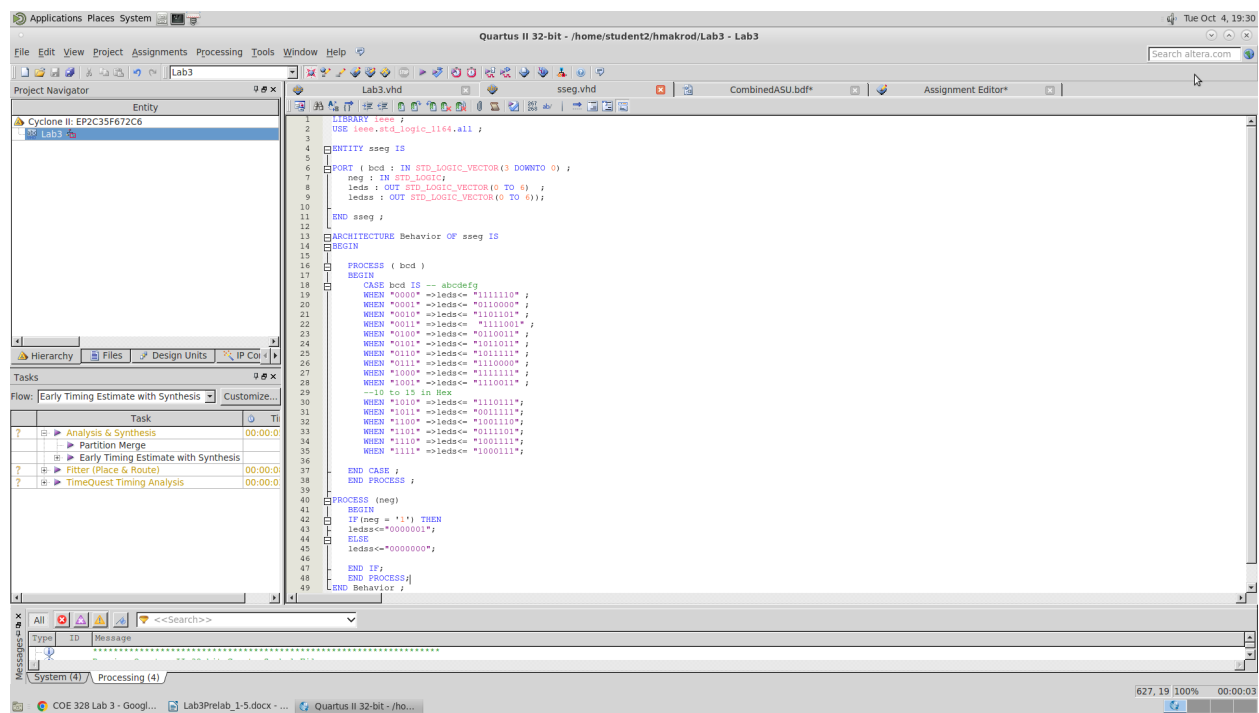 Applications Places System
Tue Oct 4, 19:30
Quartus II 32-bit - /home/student2/hmakrod/Lab3 - Lab3
File Edit View Project Assignments Processing Tools Window Help
Search altera.com
Lab3
Project Navigator
Entity
Cyclone II: EP2C35F672C6
Lab3
Hierarchy Files Design Units
Tasks
Flow: Early Timing Estimate with Synthesis Customize...
Task
? Analysis & Synthesis 00:00:0
Partition Merge
Early Timing Estimate with Synthesis
? Fitter (Place & Route) 00:00:0
? TimeQuest Timing Analysis 00:00:0
Lab3.vhd sseg.vhd CombinedASU.bdf* Assignment Editor*
1 LIBRARY ieee ;
2 USE ieee.std_logic_1164.all ;
3
4 ENTITY sseg IS
5
6 PORT ( bcd : IN STD_LOGIC_VECTOR(3 DOWNTO 0) ;
7 neg : IN STD_LOGIC;
8 leds : OUT STD_LOGIC_VECTOR(0 TO 6) ;
9 ledss : OUT STD_LOGIC_VECTOR(0 TO 6));
10
11 END sseg ;
12
13 ARCHITECTURE Behavior OF sseg IS
14 BEGIN
15
16 PROCESS ( bcd )
17 BEGIN
18 CASE bcd IS -- abcdefg
19 WHEN "0000" =>leds<= "1111110" ;
20 WHEN "0001" =>leds<= "0110000" ;
21 WHEN "0010" =>leds<= "1101101" ;
22 WHEN "0011" =>leds<= "1111001" ;
23 WHEN "0100" =>leds<= "0110011" ;
24 WHEN "0101" =>leds<= "1011011" ;
25 WHEN "0110" =>leds<= "1011111" ;
26 WHEN "0111" =>leds<= "1110000" ;
27 WHEN "1000" =>leds<= "1111111" ;
28 WHEN "1001" =>leds<= "1110011" ;
29 --10 to 15 in Hex
30 WHEN "1010" =>leds<= "1110111";
31 WHEN "1011" =>leds<= "0011111";
32 WHEN "1100" =>leds<= "1001110";
33 WHEN "1101" =>leds<= "0111101";
34 WHEN "1110" =>leds<= "1001111";
35 WHEN "1111" =>leds<= "1000111";
36
37 END CASE ;
38 END PROCESS ;
39
40 PROCESS (neg)
41 BEGIN
42 IF(neg = '1') THEN
43 ledss<="0000001";
44 ELSE
45 ledss<="0000000";
46
47 END IF;
48 END PROCESS;
49 END Behavior ;
All <<Search>>
Type ID Message
Messages
System (4) Processing (4)
627, 19 100% 00:00:03
COE 328 Lab 3 - Googl... Lab3Prelab_1-5.docx - ... Quartus II 32-bit - /ho...